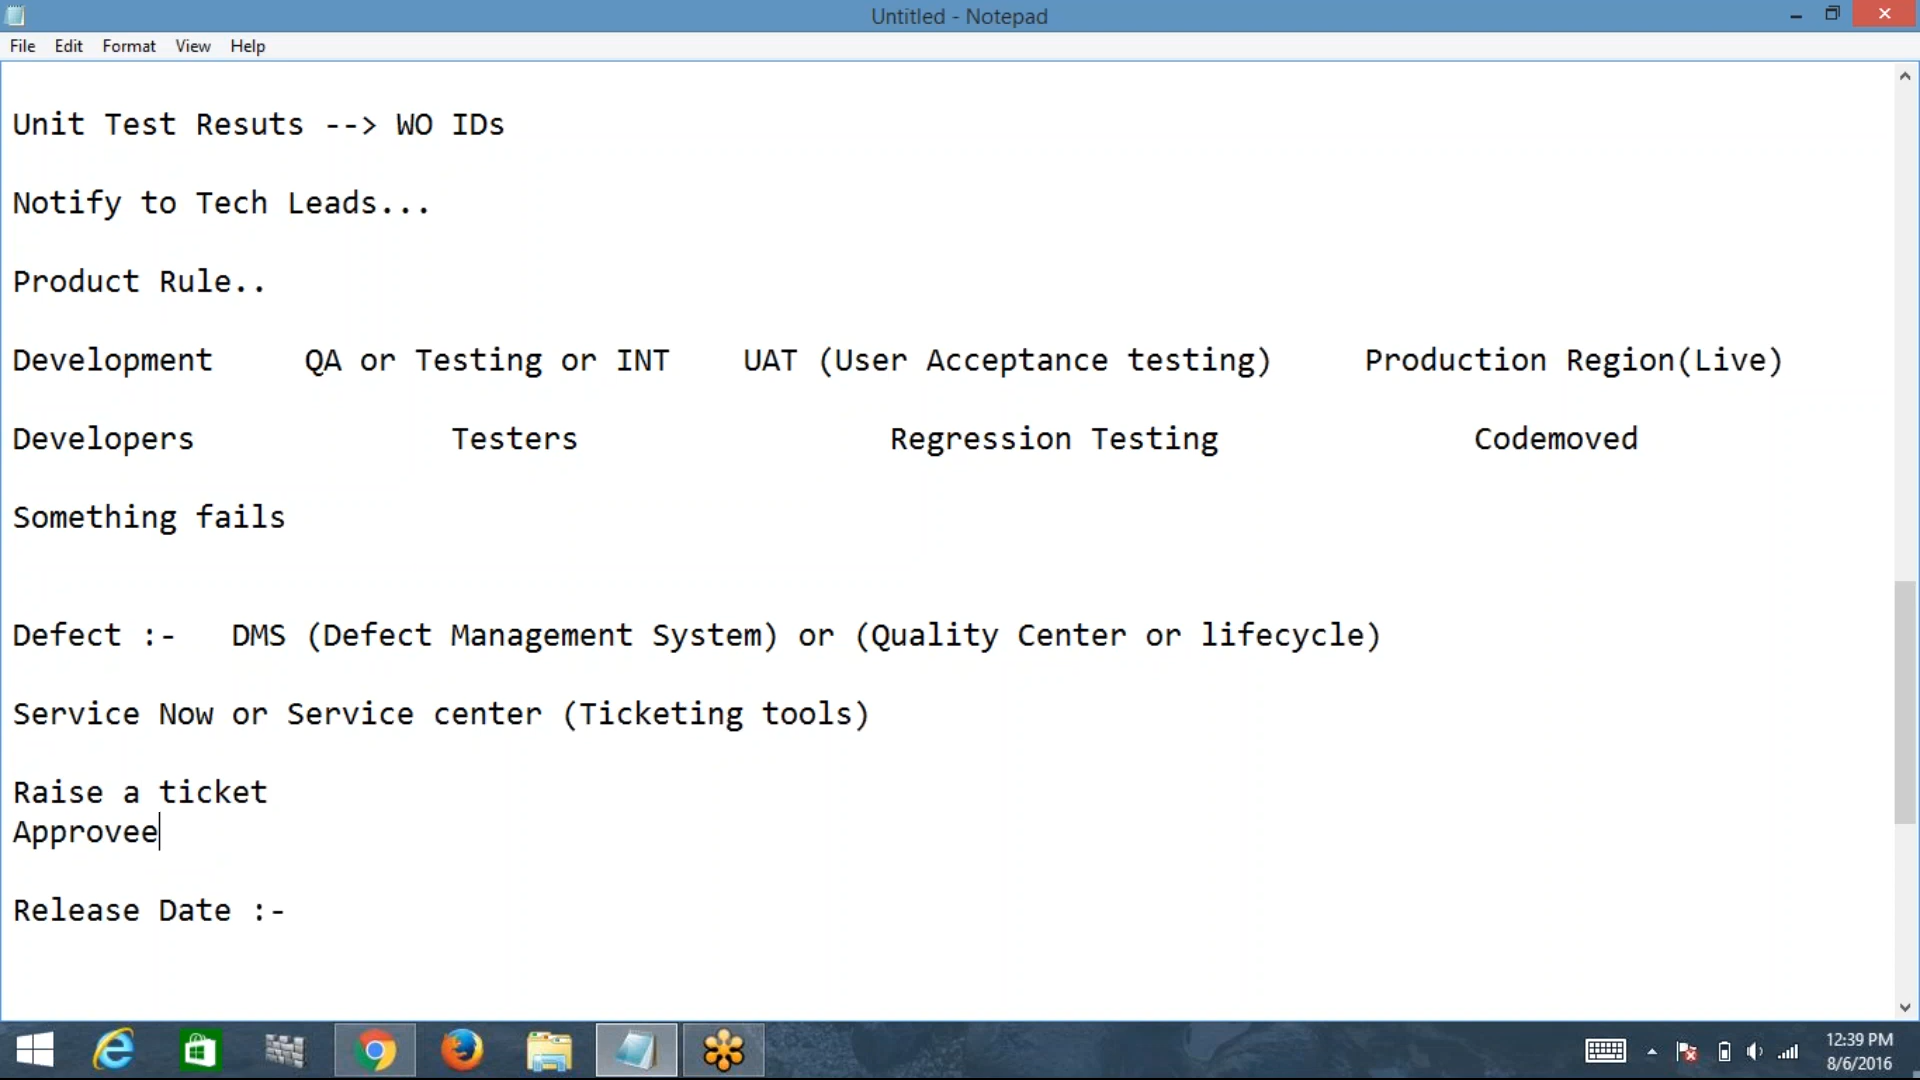 Untitled - Notepad
File Edit Format View Help
Unit Test Resuts --> WO IDs
Notify to Tech Leads...
Product Rule..
Development QA or Testing or INT UAT (User Acceptance testing) Production Region(Live)
Developers Testers Regression Testing Codemoved
Something fails
Defect :- DMS (Defect Management System) or (Quality Center or lifecycle)
Service Now or Service center (Ticketing tools)
Raise a ticket
Approvee
Release Date :-
12:39 PM
8/6/2016